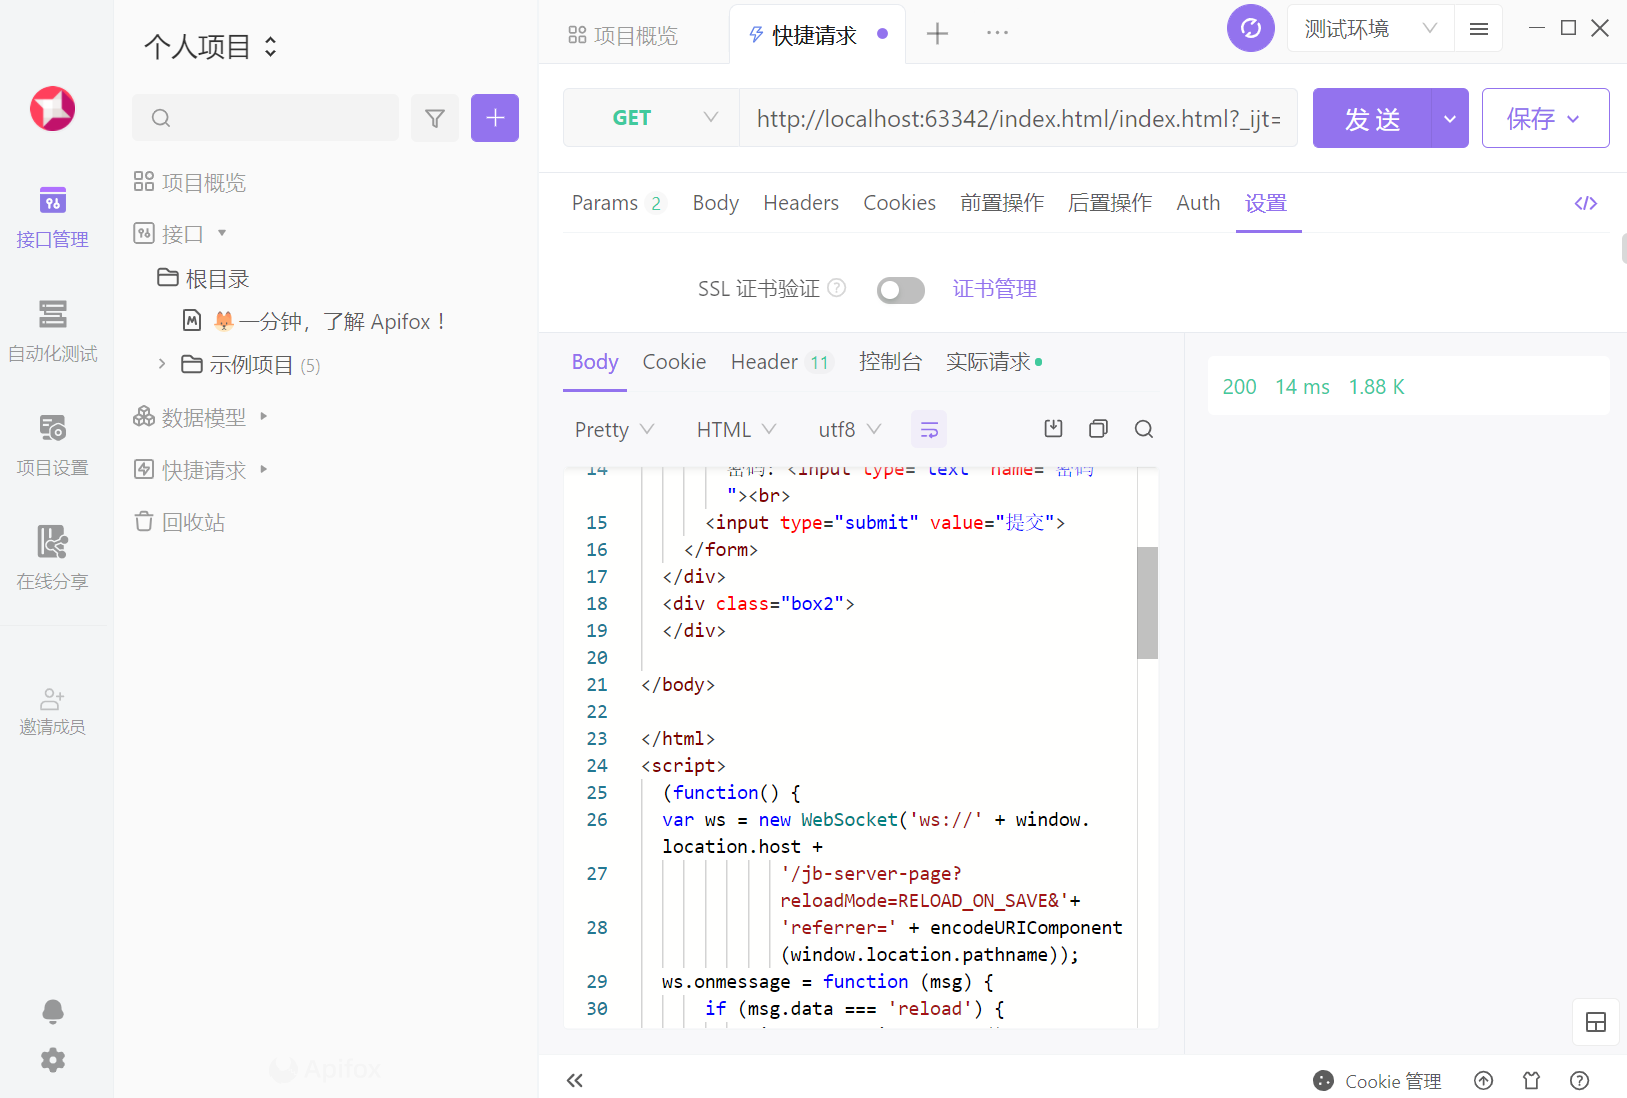 个人项目
项目概览
快捷请求
测试环境
GET
http://localhost:63342/index.html/index.html?_ijt=
发送
保存
接口管理
自动化测试
项目设置
在线分享
邀请成员
项目概览
接口
根目录
一分钟，了解 Apifox！
示例项目 (5)
数据模型
快捷请求
回收站
Apifox
Params 2 Body Headers Cookies 前置操作 后置操作 Auth 设置
SSL 证书验证 证书管理
Body Cookie Header 11 控制台 实际请求
200 14 ms 1.88 K
Pretty HTML utf8
14 密码: <input type="text" name="密码
"><br>
15 <input type="submit" value="提交">
16 </form>
17 </div>
18 <div class="box2">
19 </div>
20
21 </body>
22
23 </html>
24 <script>
25 (function() {
26 var ws = new WebSocket('ws://' + window.
location.host +
27 '/jb-server-page?
reloadMode=RELOAD_ON_SAVE&'+
28 'referrer=' + encodeURIComponent
(window.location.pathname));
29 ws.onmessage = function (msg) {
30 if (msg.data === 'reload') {
Cookie 管理